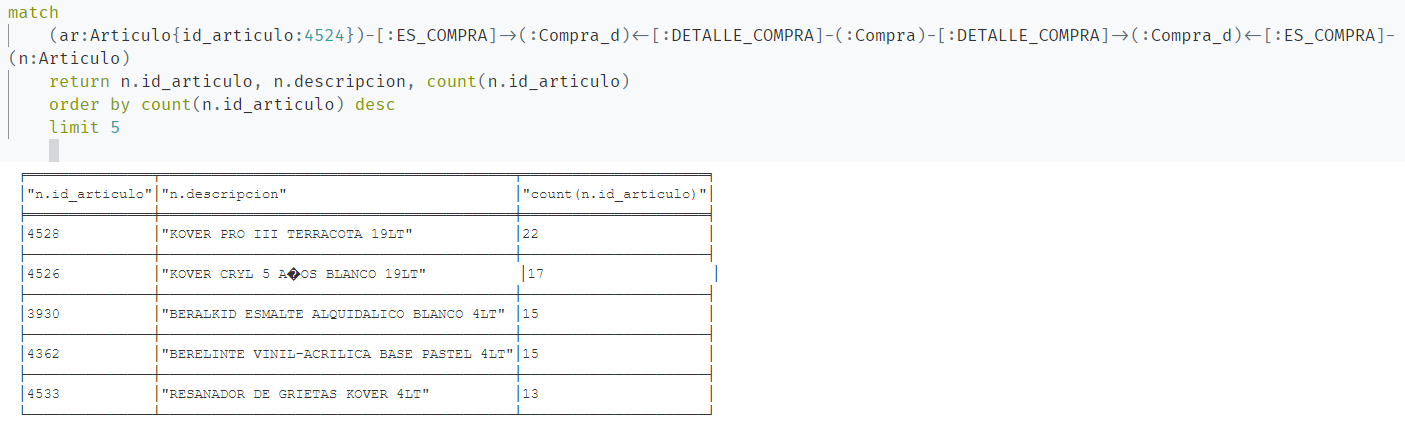 match
(ar:Articulo{id_articulo:4524})-[:ES_COMPRA]→(:Compra_d)←[:DETALLE_COMPRA]-(:Compra)-[:DETALLE_COMPRA]→(:Compra_d)←[:ES_COMPRA]-
(n:Articulo)
return n.id_articulo, n.descripcion, count(n.id_articulo)
order by count(n.id_articulo) desc
limit 5
"n.id_articulo" "n.descripcion" "count(n.id_articulo)"
4528 "KOVER PRO III TERRACOTA 19LT" 22
4526 "KOVER CRYL 5 A�OS BLANCO 19LT" 17
3930 "BERALKID ESMALTE ALQUIDALICO BLANCO 4LT" 15
4362 "BERELINTE VINIL-ACRILICA BASE PASTEL 4LT" 15
4533 "RESANADOR DE GRIETAS KOVER 4LT" 13